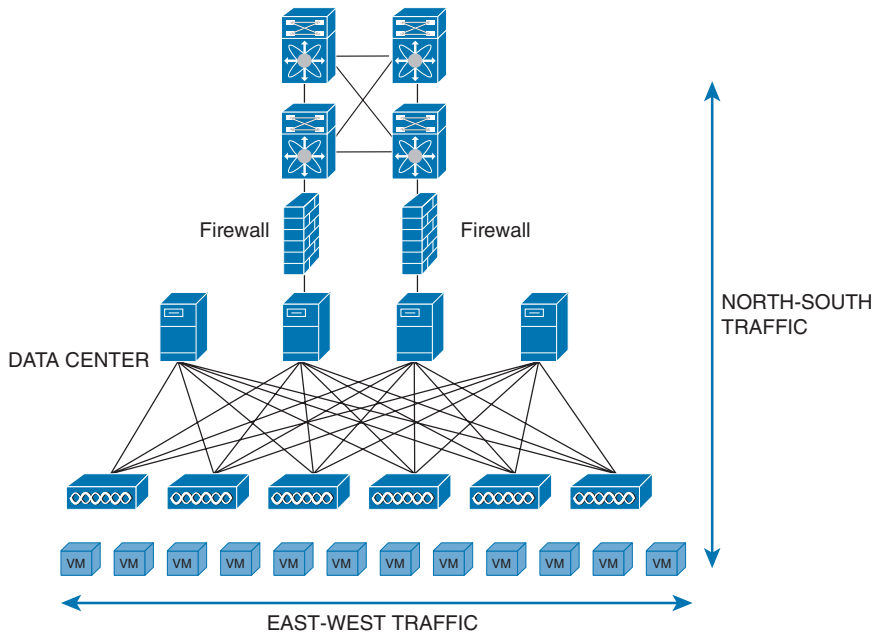 Firewall
Firewall
NORTH-SOUTH
TRAFFIC
DATA CENTER
VM VM VM VM VM VM VM VM VM VM VM VM
EAST-WEST TRAFFIC